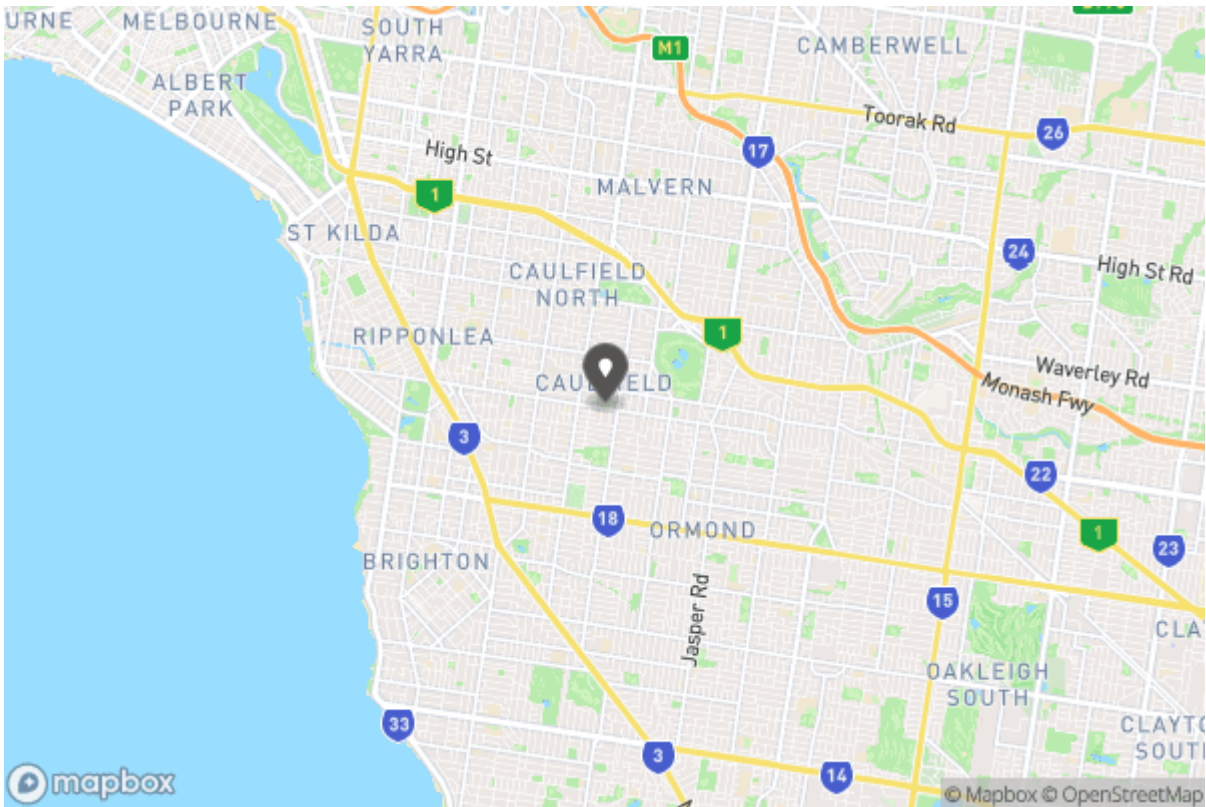 URNE
MELBOURNE
SOUTH
YARRA
M1
CAMBERWELL
ALBERT
PARK
Toorak Rd
26
High St
17
MALVERN
1
ST KILDA
24
High St Rd
CAULFIELD
NORTH
RIPPONLEA
1
Waverley Rd
CAULFIELD
Monash Fwy
3
22
18
ORMOND
1
23
BRIGHTON
15
Jasper Rd
CLA
OAKLEIGH
SOUTH
33
CLAYTO
SOUTH
3
14
mapbox
© Mapbox © OpenStreetMap